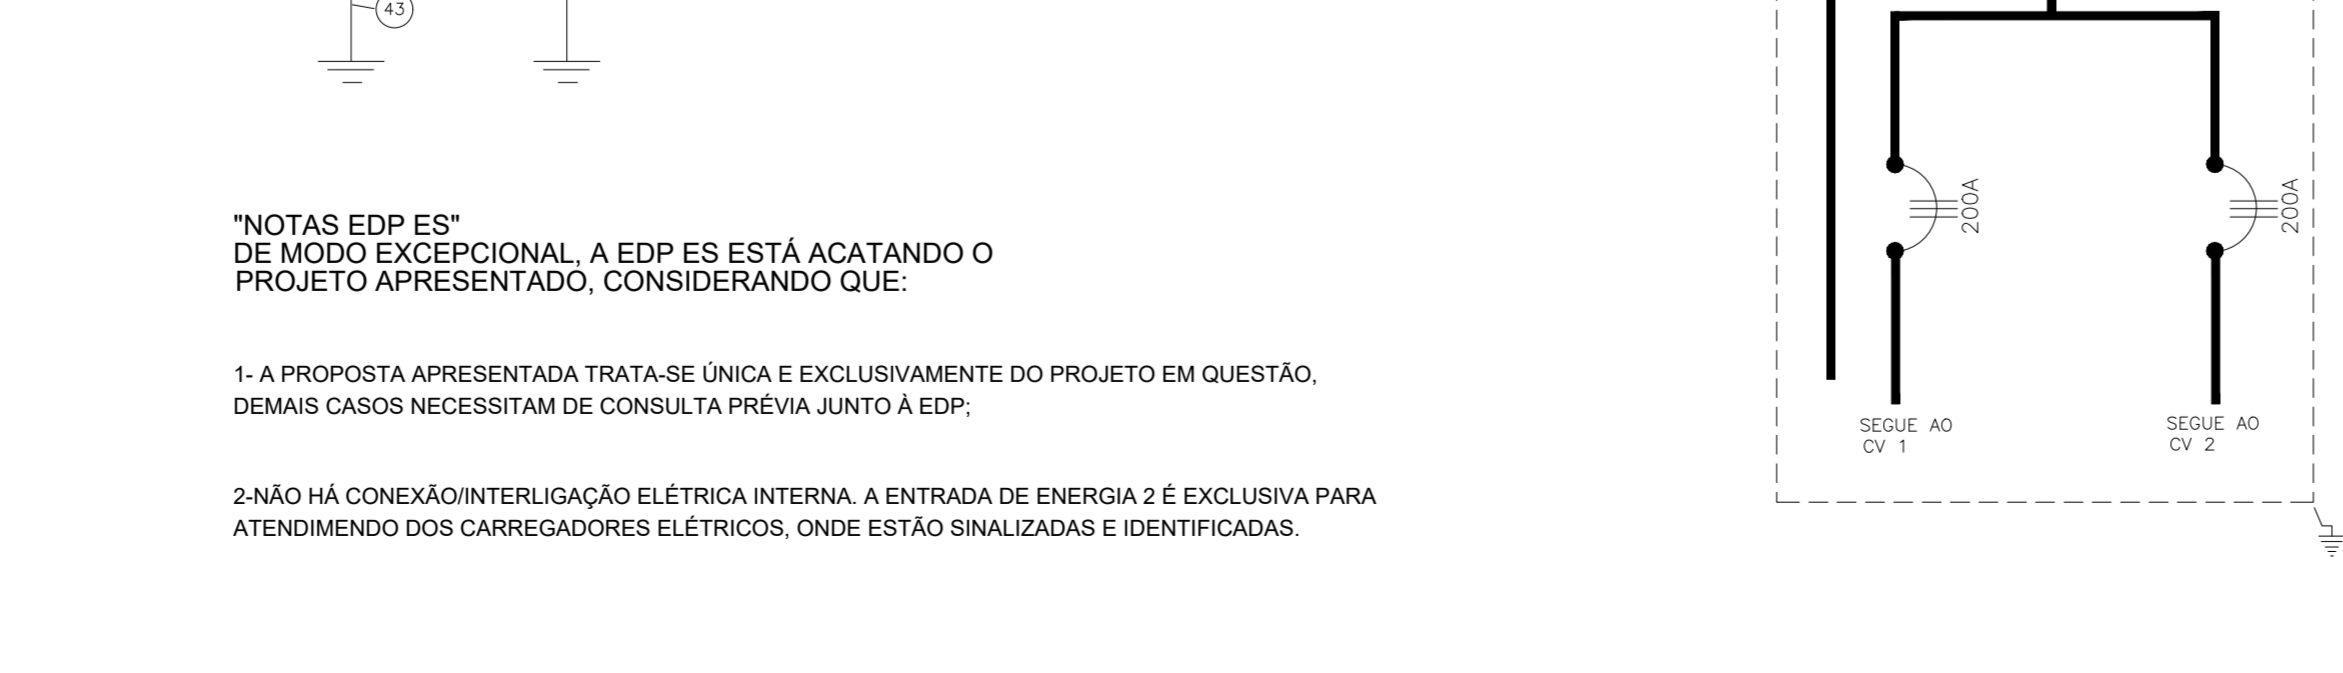 43
"NOTAS EDP ES"
DE MODO EXCEPCIONAL, A EDP ES ESTÁ ACATANDO O
PROJETO APRESENTADO, CONSIDERANDO QUE:
1- A PROPOSTA APRESENTADA TRATA-SE ÚNICA E EXCLUSIVAMENTE DO PROJETO EM QUESTÃO,
DEMAIS CASOS NECESSITAM DE CONSULTA PRÉVIA JUNTO À EDP;
2-NÃO HÁ CONEXÃO/INTERLIGAÇÃO ELÉTRICA INTERNA. A ENTRADA DE ENERGIA 2 É EXCLUSIVA PARA
ATENDIMENDO DOS CARREGADORES ELÉTRICOS, ONDE ESTÃO SINALIZADAS E IDENTIFICADAS.
200A
200A
SEGUE AO
CV 1
SEGUE AO
CV 2